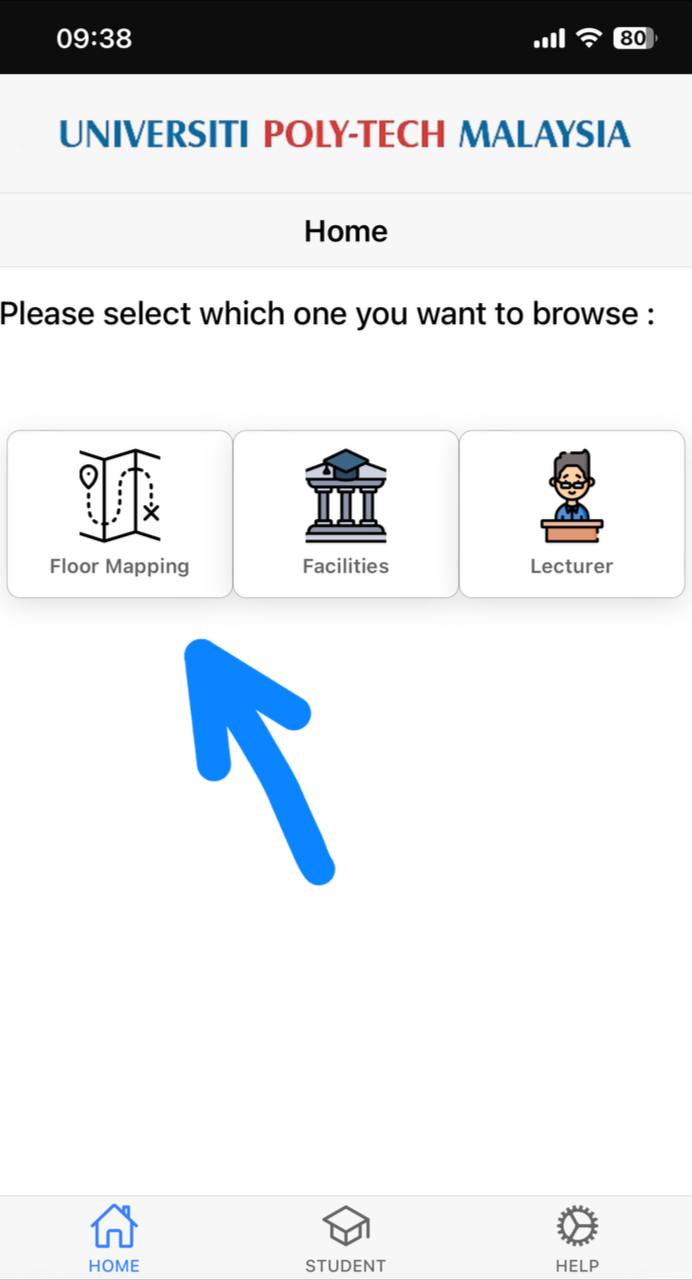 09:38
80
UNIVERSITI POLY-TECH MALAYSIA
Home
Please select which one you want to browse :
Floor Mapping
Facilities
Lecturer
HOME
STUDENT
HELP